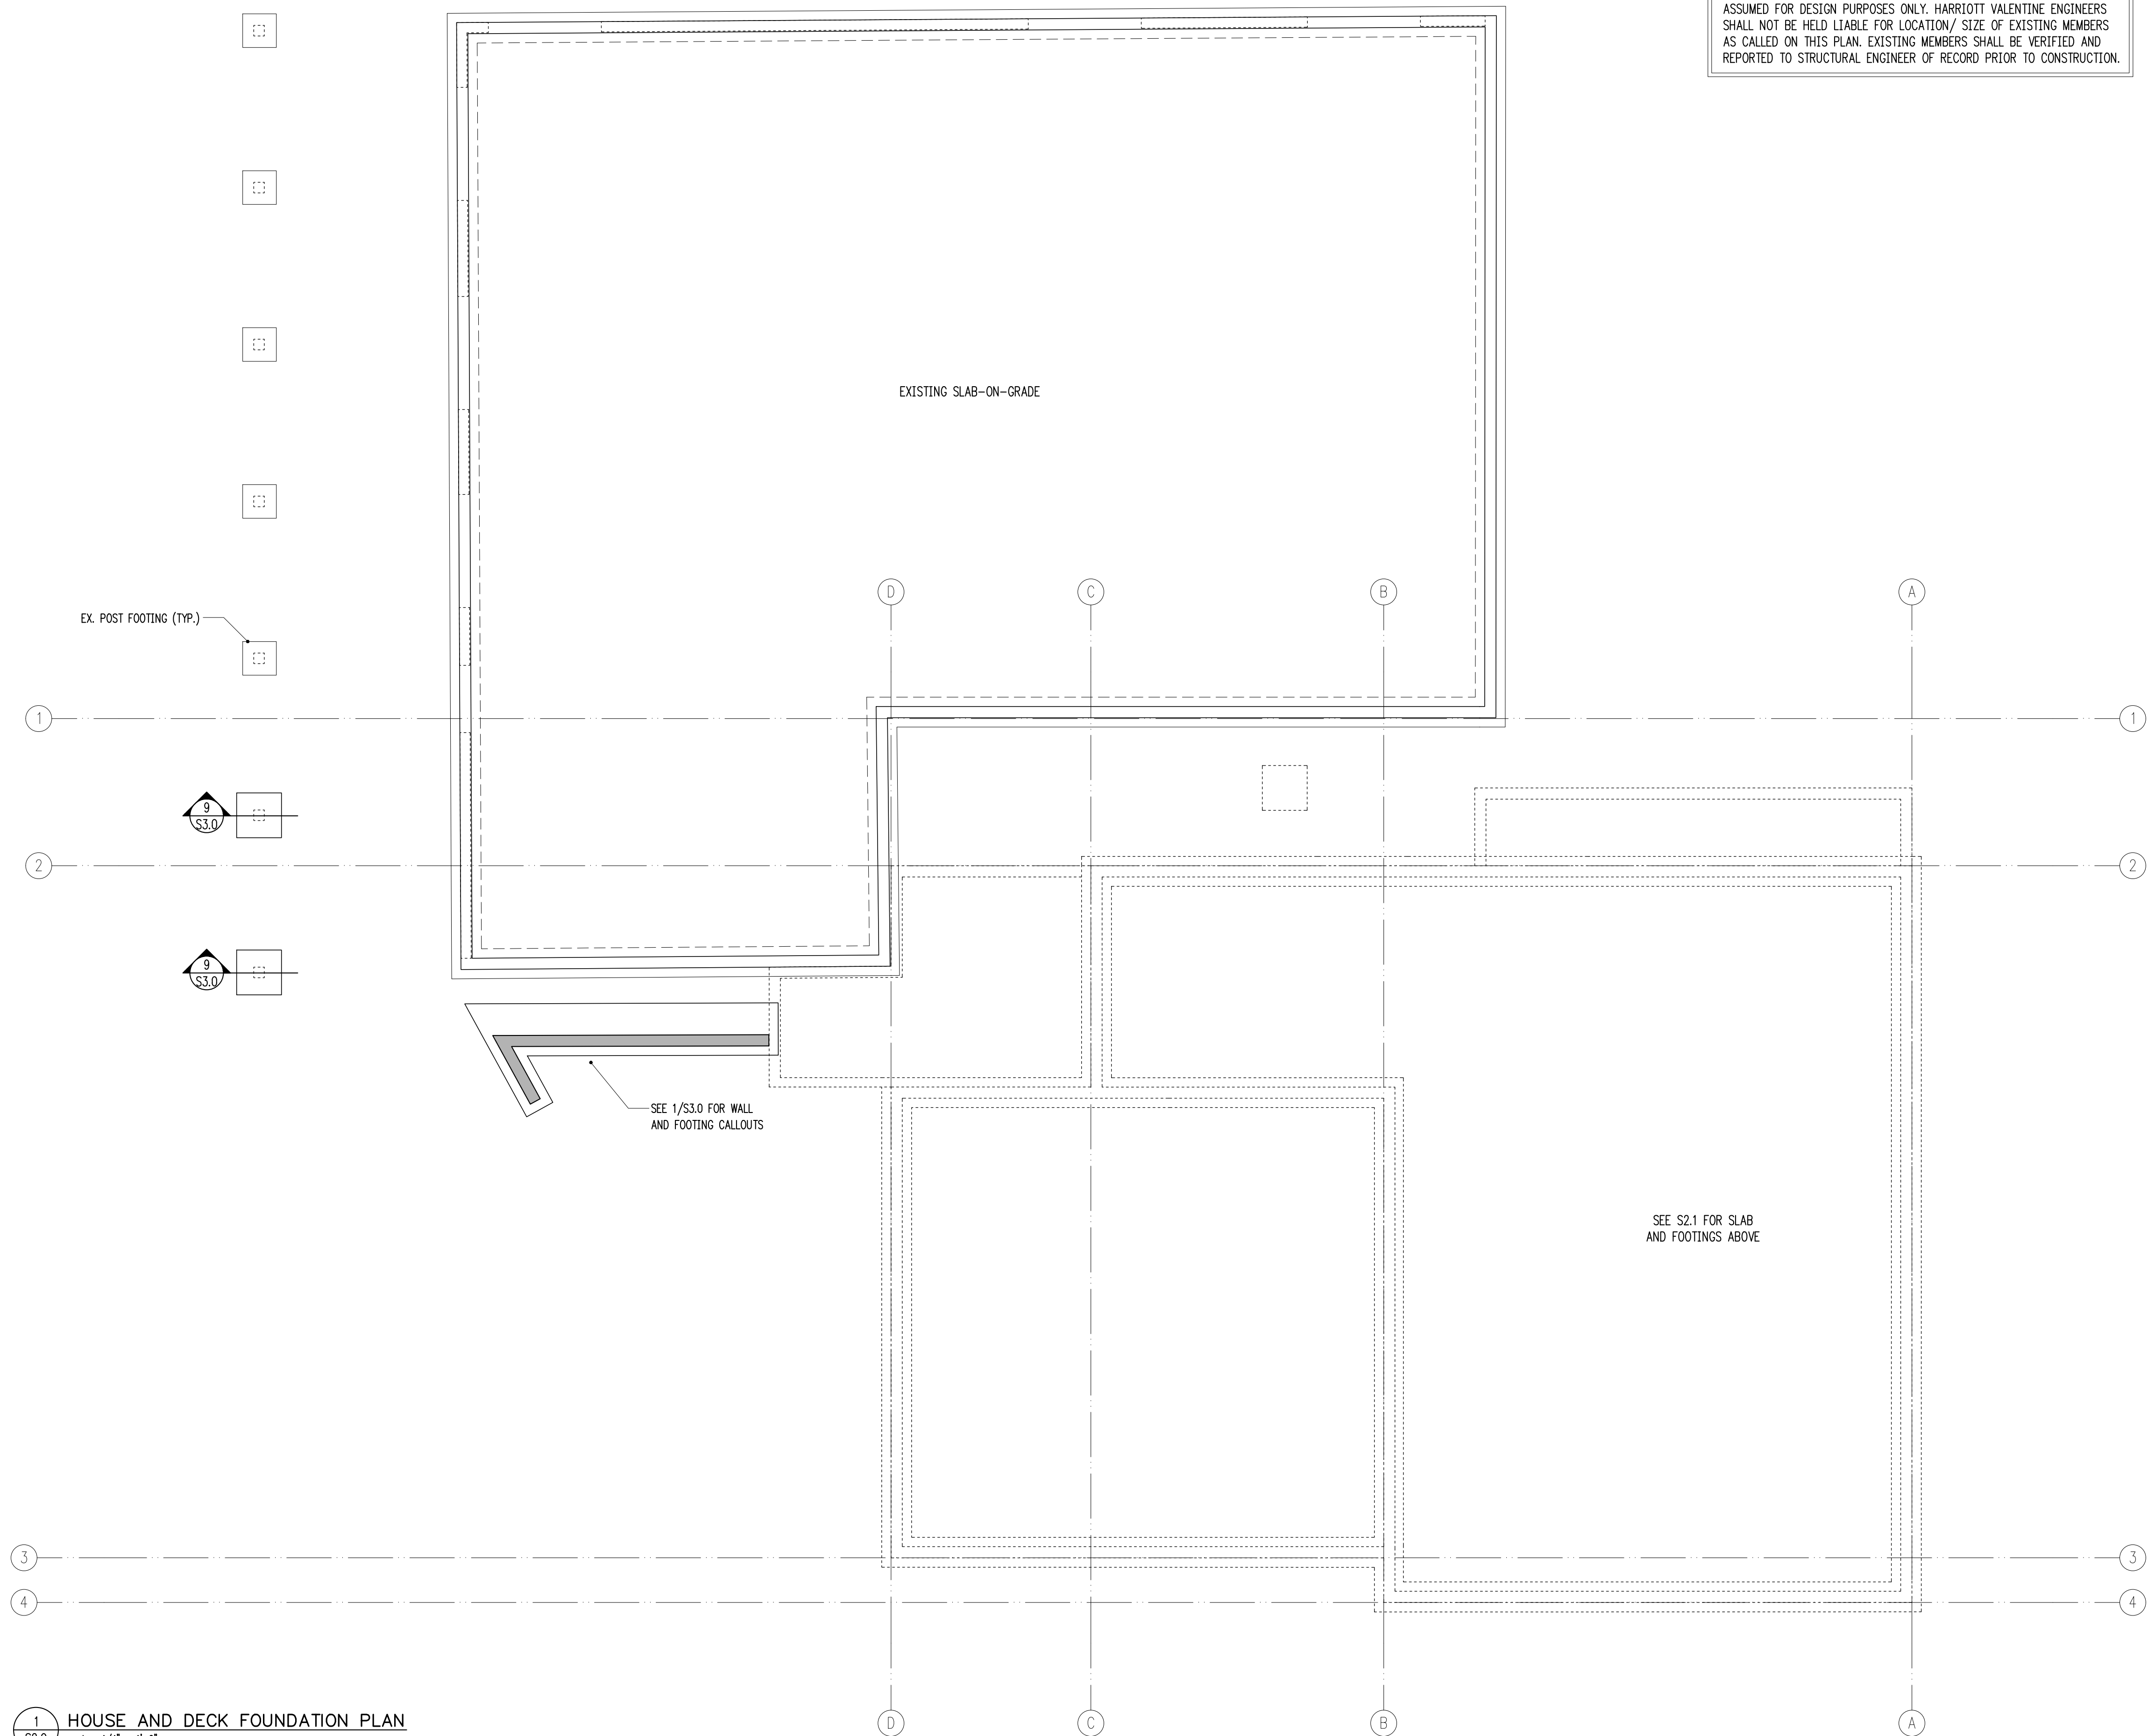 ASSUMED FOR DESIGN PURPOSES ONLY. HARRIOTT VALENTINE ENGINEERS
SHALL NOT BE HELD LIABLE FOR LOCATION/ SIZE OF EXISTING MEMBERS
AS CALLED ON THIS PLAN. EXISTING MEMBERS SHALL BE VERIFIED AND
REPORTED TO STRUCTURAL ENGINEER OF RECORD PRIOR TO CONSTRUCTION.
EXISTING SLAB-ON-GRADE
D
C
B
A
EX. POST FOOTING (TYP.)
1
1
9
S3.0
2
2
9
S3.0
SEE 1/S3.0 FOR WALL
AND FOOTING CALLOUTS
SEE S2.1 FOR SLAB
AND FOOTINGS ABOVE
3
3
4
4
1
HOUSE AND DECK FOUNDATION PLAN
D
C
B
A